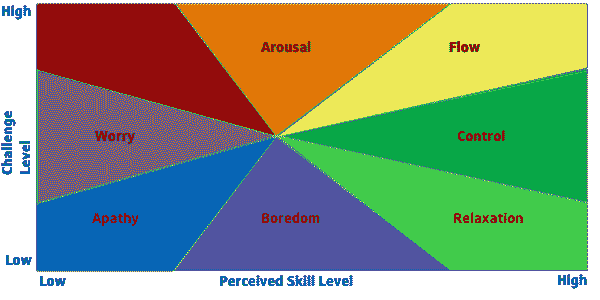 High
Arousal
Flow
Challenge
Level
Worry
Control
Apathy
Boredom
Relaxation
Low
Low
Perceived Skill Level
High